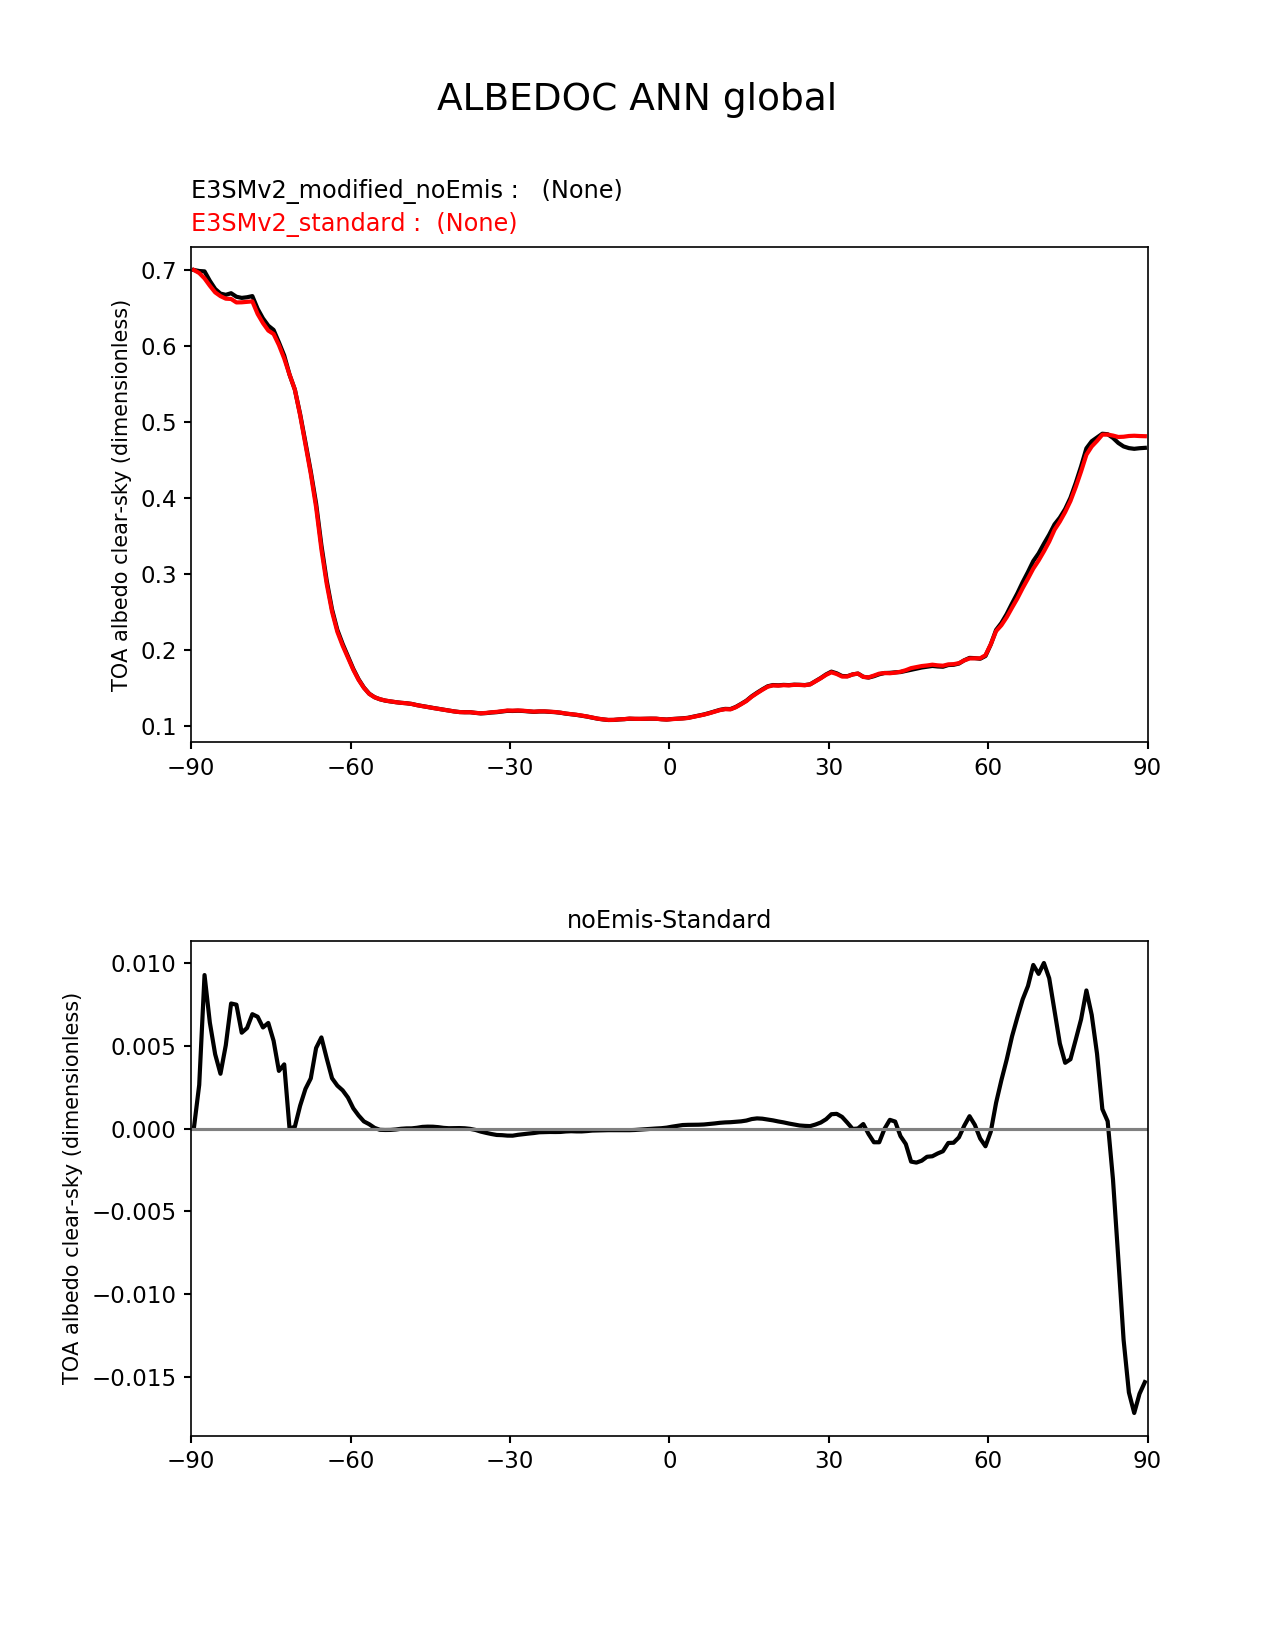 ALBEDOC ANN global
E3SMv2_modified_noEmis :   (None)
E3SMv2_standard :  (None)
TOA albedo clear-sky (dimensionless)
0.7
0.6
0.5
0.4
0.3
0.2
0.1
−90 −60 −30 0 30 60 90
noEmis-Standard
TOA albedo clear-sky (dimensionless)
0.010
0.005
0.000
−0.005
−0.010
−0.015
−90 −60 −30 0 30 60 90